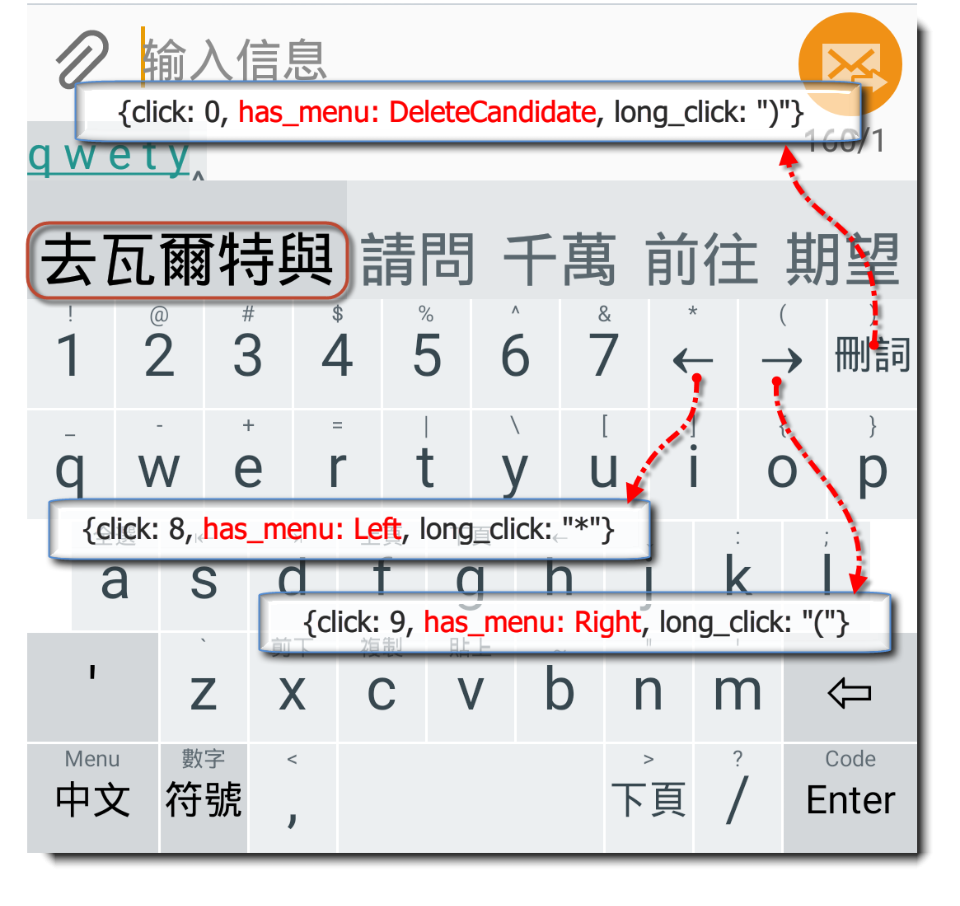 输入信息
{click: 0, has_menu: DeleteCandidate, long_click: ")"}
160/1
q w e t y
去瓦爾特與 請問 千萬 前往 期望
! @ # $ % ^ & * ( )
1 2 3 4 5 6 7 ← → 刪詞
_ - + = | \ [ ] { }
q w e r t y u i o p
{click: 8, has_menu: Left, long_click: "*"}
: ;
a s d f g h j k l
{click: 9, has_menu: Right, long_click: "("}
` 剪下 複製 貼上 ~ " '
' z x c v b n m
Menu 數字 < > ? Code
中文 符號 , 下頁 / Enter